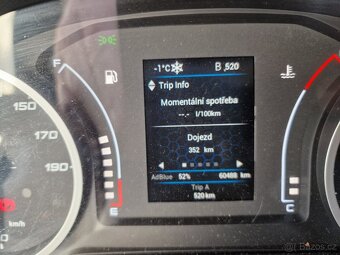 -1°C B 520
Trip Info
Momentální spotřeba
--.- l/100km
Dojezd
352 km
AdBlue 52% 60488 km
Trip A
520 km
F
E
C
150
170
190
km/h
Bazoš.cz